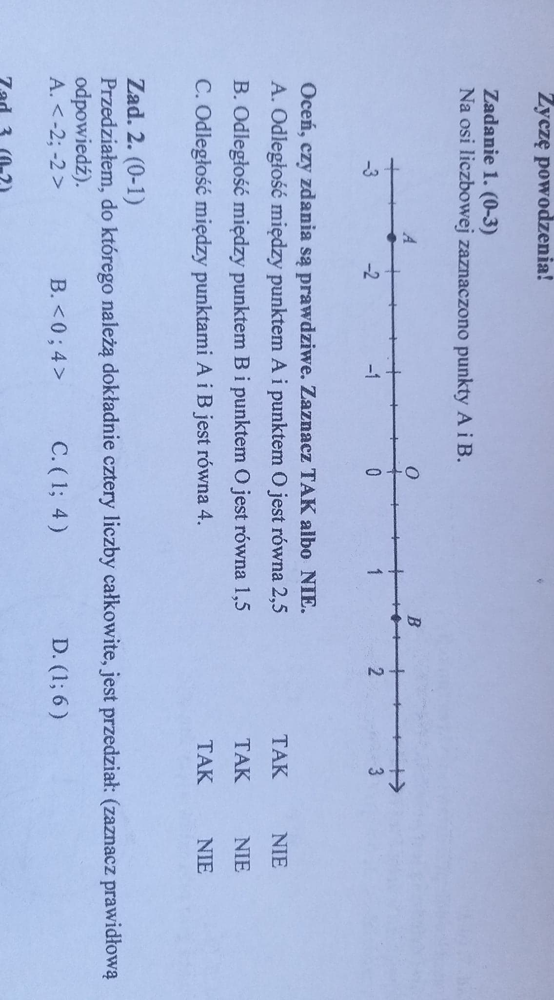 Życzę powodzenia!
Zadanie 1. (0-3)
Na osi liczbowej zaznaczono punkty A i B.
A O B
-3 -2 -1 0 1 2 3
Oceń, czy zdania są prawdziwe. Zaznacz TAK albo NIE.
A. Odległość między punktem A i punktem O jest równa 2,5 TAK NIE
B. Odległość między punktem B i punktem O jest równa 1,5 TAK NIE
C. Odległość między punktami A i B jest równa 4. TAK NIE
Zad. 2. (0-1)
Przedziałem, do którego należą dokładnie cztery liczby całkowite, jest przedział: (zaznacz prawidłową
odpowiedź).
A. < -2; -2 > B. <0 ; 4 > C. ( 1; 4 ) D. (1; 6 )
Zad. 3. (0-2)